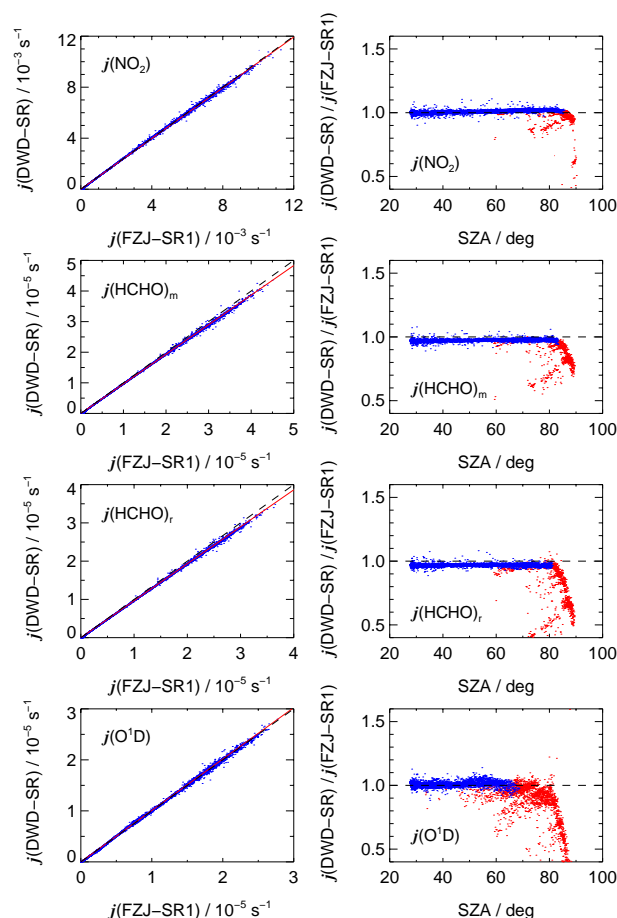 12
8
4
0
j(DWD−SR) / 10⁻³ s⁻¹
j(NO₂)
0 4 8 12
j(FZJ−SR1) / 10⁻³ s⁻¹
1.5
1.0
0.5
j(DWD−SR) / j(FZJ−SR1)
j(NO₂)
20 40 60 80 100
SZA / deg
5
4
3
2
1
0
j(DWD−SR) / 10⁻⁵ s⁻¹
j(HCHO)ₘ
0 1 2 3 4 5
j(FZJ−SR1) / 10⁻⁵ s⁻¹
1.5
1.0
0.5
j(DWD−SR) / j(FZJ−SR1)
j(HCHO)ₘ
20 40 60 80 100
SZA / deg
4
3
2
1
0
j(DWD−SR) / 10⁻⁵ s⁻¹
j(HCHO)ᵣ
0 1 2 3 4
j(FZJ−SR1) / 10⁻⁵ s⁻¹
1.5
1.0
0.5
j(DWD−SR) / j(FZJ−SR1)
j(HCHO)ᵣ
20 40 60 80 100
SZA / deg
3
2
1
0
j(DWD−SR) / 10⁻⁵ s⁻¹
j(O¹D)
0 1 2 3
j(FZJ−SR1) / 10⁻⁵ s⁻¹
1.5
1.0
0.5
j(DWD−SR) / j(FZJ−SR1)
j(O¹D)
20 40 60 80 100
SZA / deg